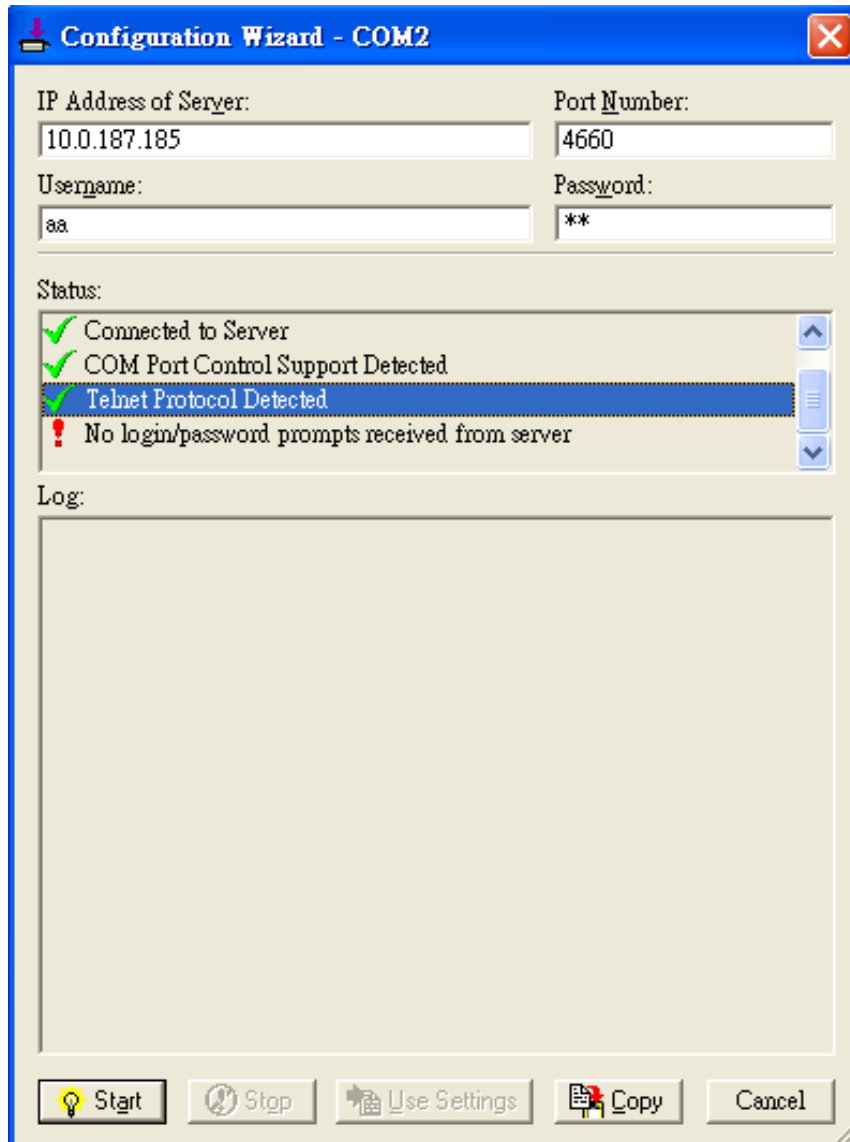 Configuration Wizard - COM2
IP Address of Server: Port Number:
10.0.187.185 4660
Username: Password:
aa **
Status:
Connected to Server
COM Port Control Support Detected
Telnet Protocol Detected
No login/password prompts received from server
Log:
Start Stop Use Settings Copy Cancel